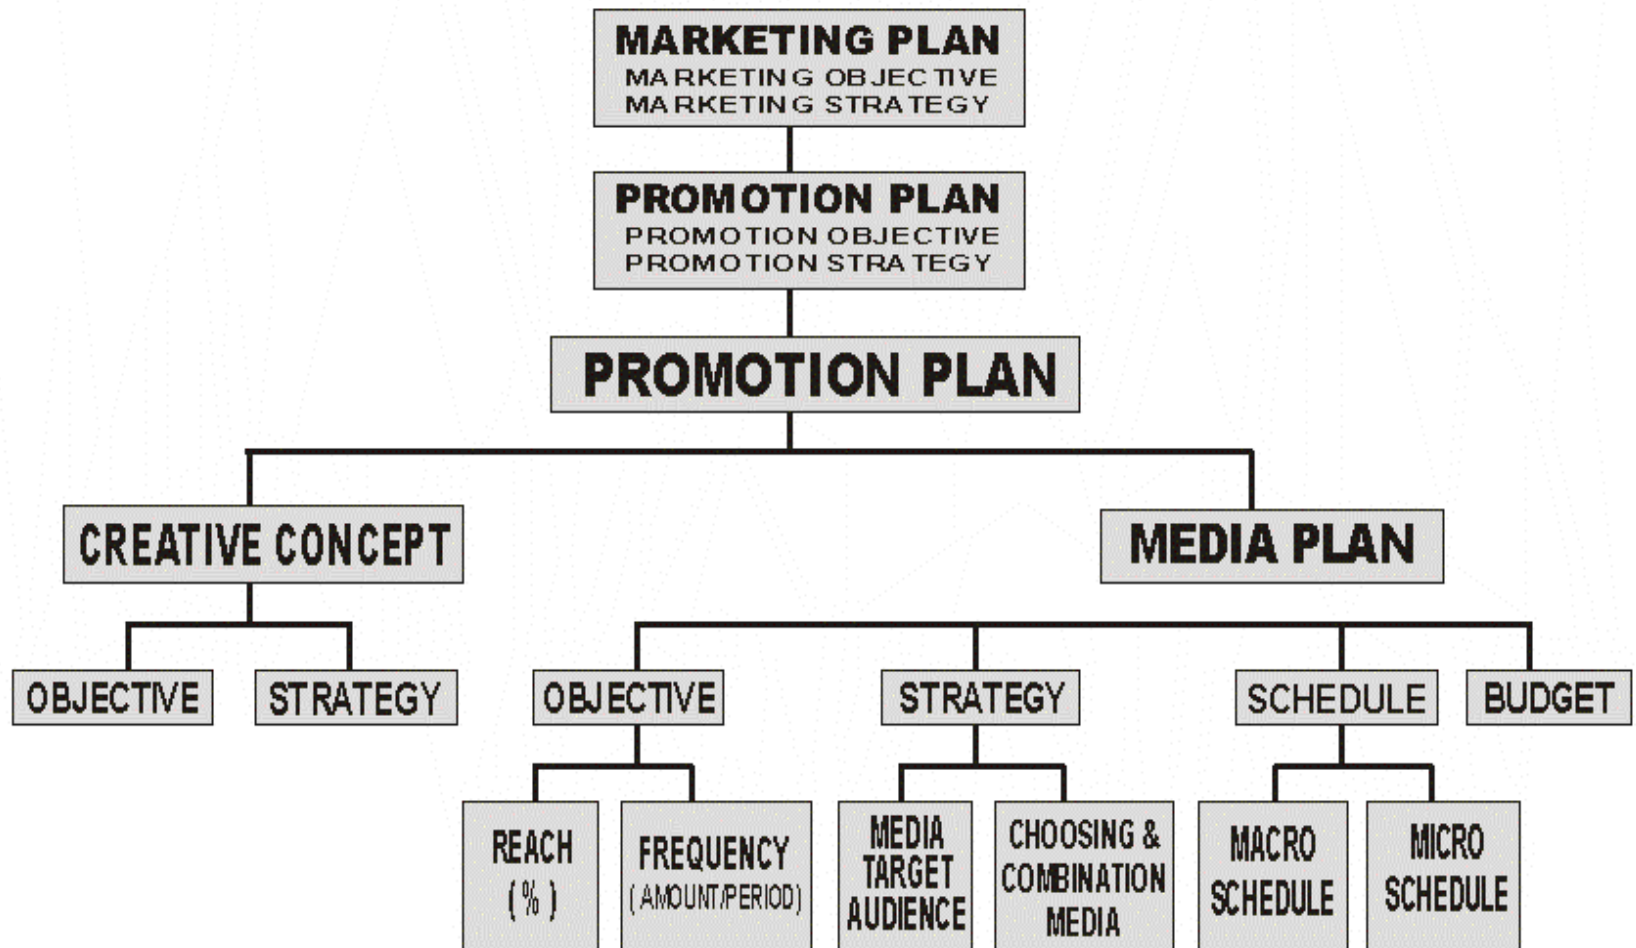 MARKETING PLAN
MARKETING OBJECTIVE
MARKETING STRATEGY
PROMOTION PLAN
PROMOTION OBJECTIVE
PROMOTION STRATEGY
PROMOTION PLAN
CREATIVE CONCEPT
MEDIA PLAN
OBJECTIVE
STRATEGY
OBJECTIVE
STRATEGY
SCHEDULE
BUDGET
REACH
(%)
FREQUENCY
(AMOUNT/PERIOD)
MEDIA
TARGET
AUDIENCE
CHOOSING &
COMBINATION
MEDIA
MACRO
SCHEDULE
MICRO
SCHEDULE